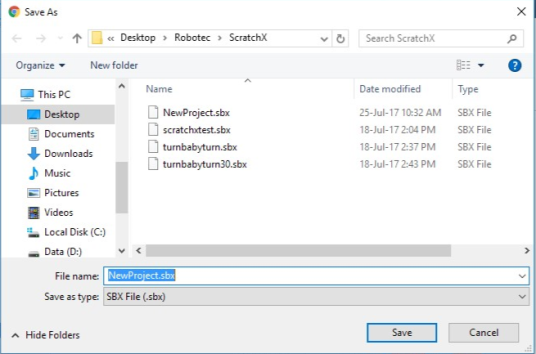 Save As
« Desktop › Robotec › ScratchX
Search ScratchX
Organize
New folder
This PC
Desktop
Documents
Downloads
Music
Pictures
Videos
Local Disk (C:)
Data (D:)
Name Date modified Type
NewProject.sbx 25-Jul-17 10:32 AM SBX File
scratchxtest.sbx 18-Jul-17 2:04 PM SBX File
turnbabyturn.sbx 18-Jul-17 2:37 PM SBX File
turnbabyturn30.sbx 18-Jul-17 2:43 PM SBX File
File name: NewProject.sbx
Save as type: SBX File (.sbx)
Hide Folders
Save
Cancel